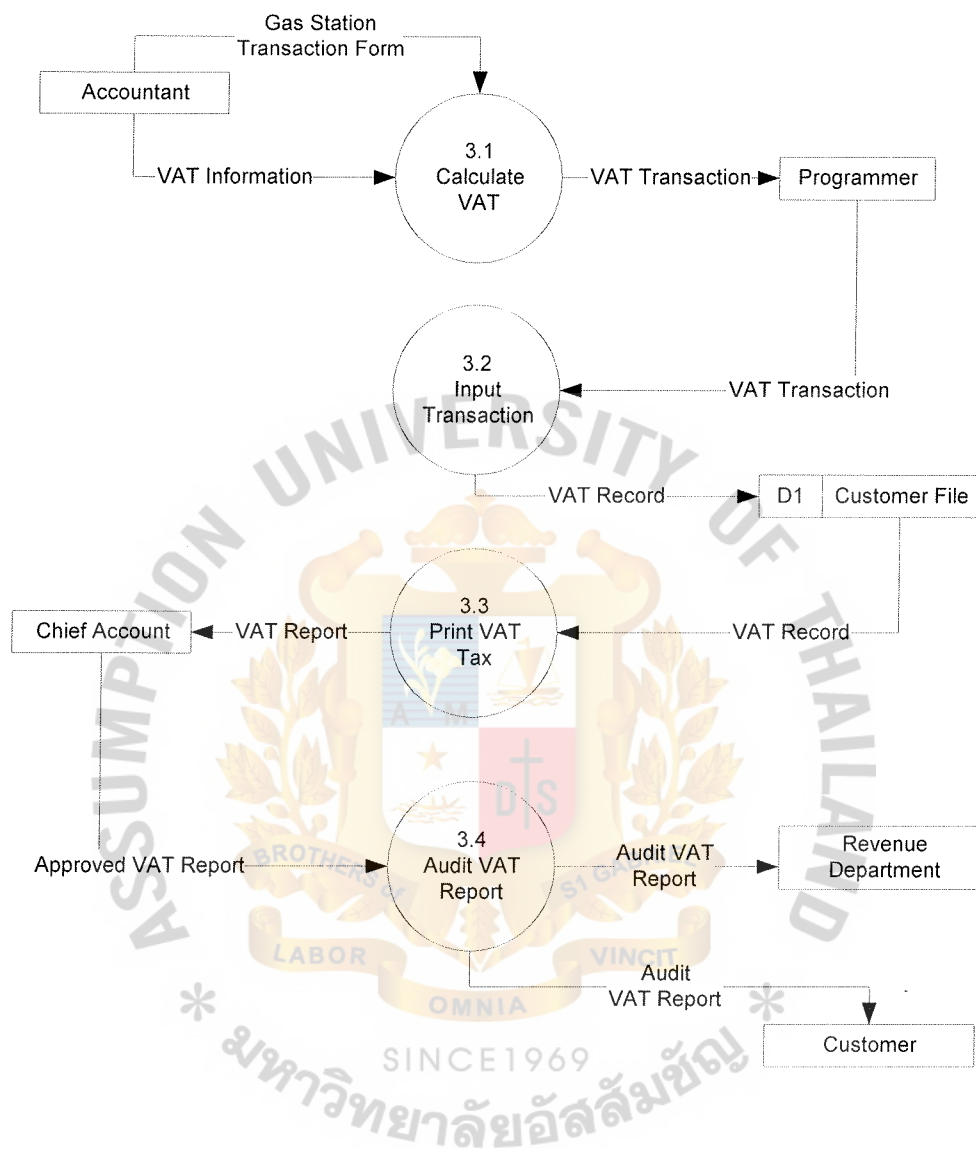 Gas Station
Transaction Form
Accountant
3.1
Calculate
VAT
VAT Information
VAT Transaction
Programmer
3.2
Input
Transaction
VAT Transaction
VAT Record
D1
Customer File
3.3
Print VAT
Tax
Chief Account
VAT Report
VAT Record
3.4
Audit VAT
Report
Approved VAT Report
Audit VAT
Report
Revenue
Department
Audit
VAT Report
Customer
ASSUMPTION UNIVERSITY OF THAILAND
A M
D S
BROTHERS of
S1 GABRIEL
LABOR
OMNIA
VINCIT
SINCE1969
มหาวิทยาลัยอัสสัมชัญ